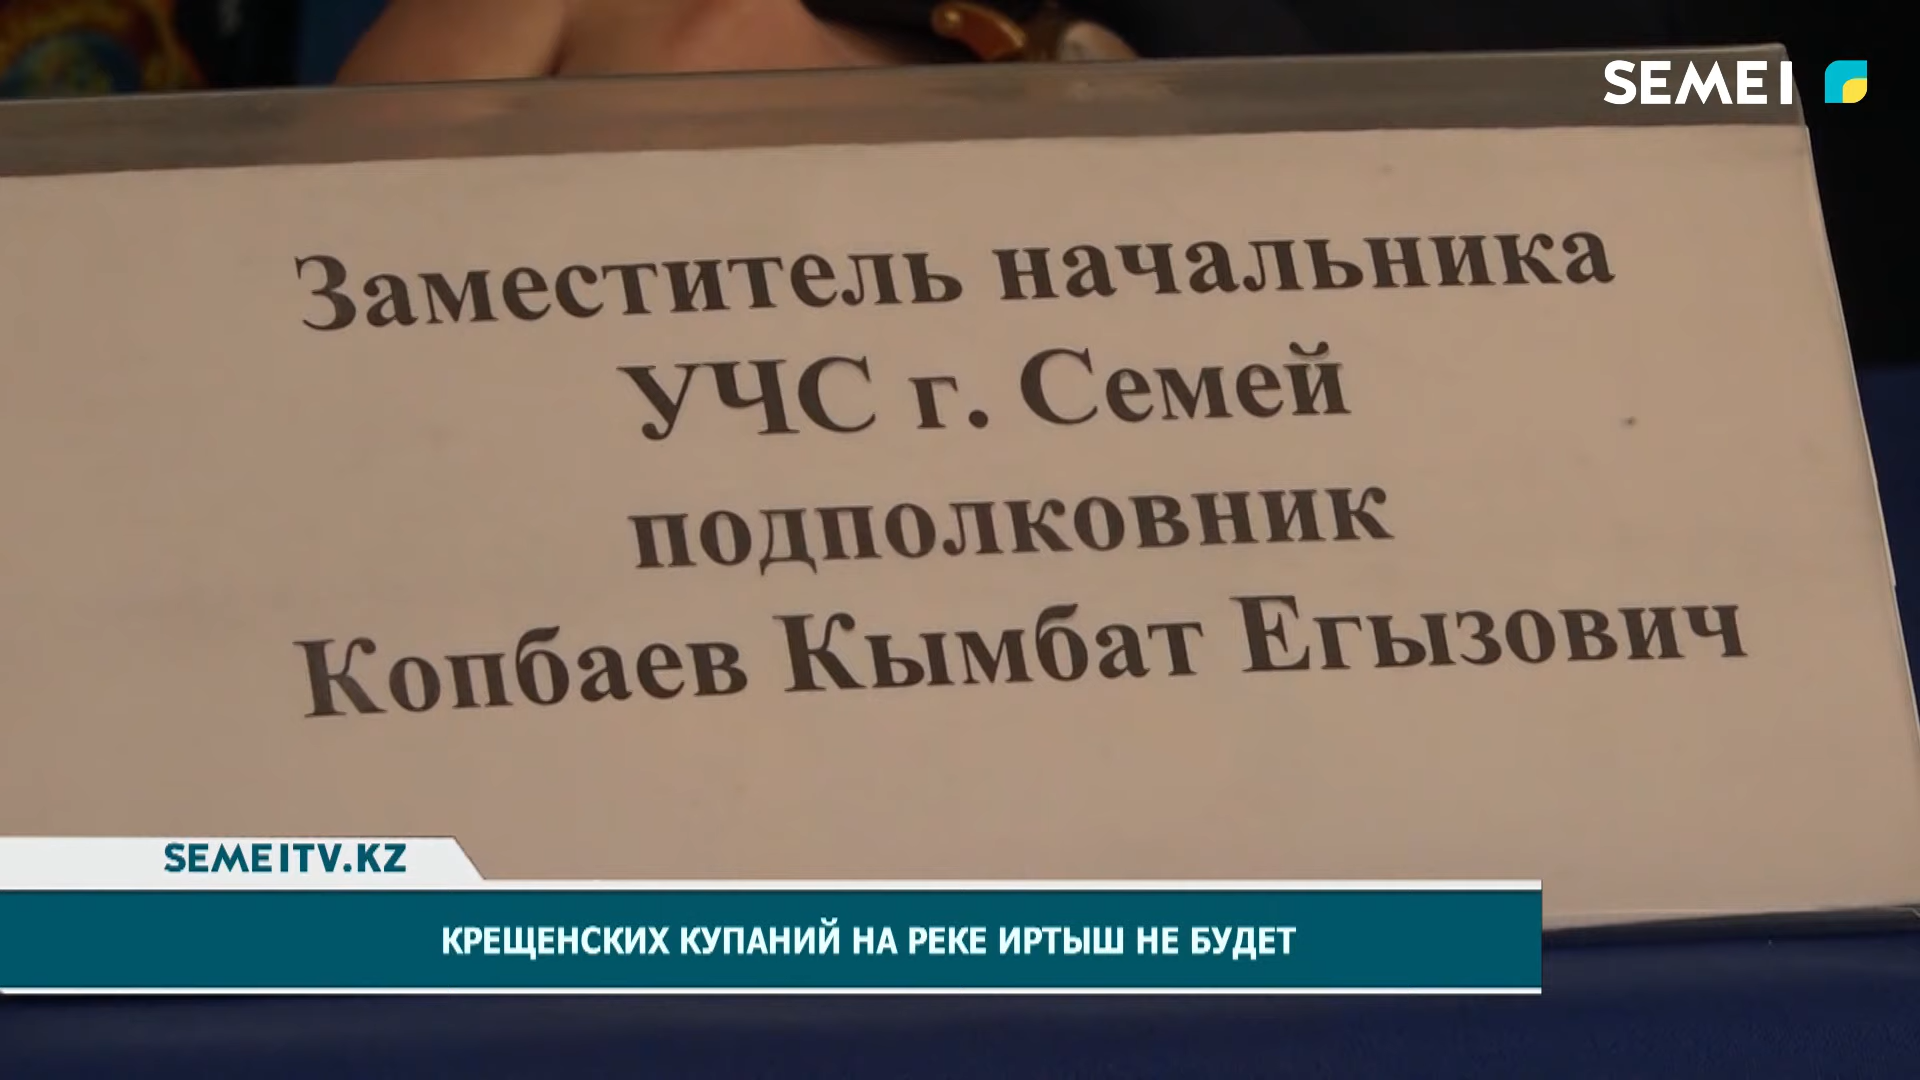 SEMEI
Заместитель начальника
УЧС г. Семей
подполковник
Копбаев Кымбат Егызович
SEMEITV.KZ
КРЕЩЕНСКИХ КУПАНИЙ НА РЕКЕ ИРТЫШ НЕ БУДЕТ